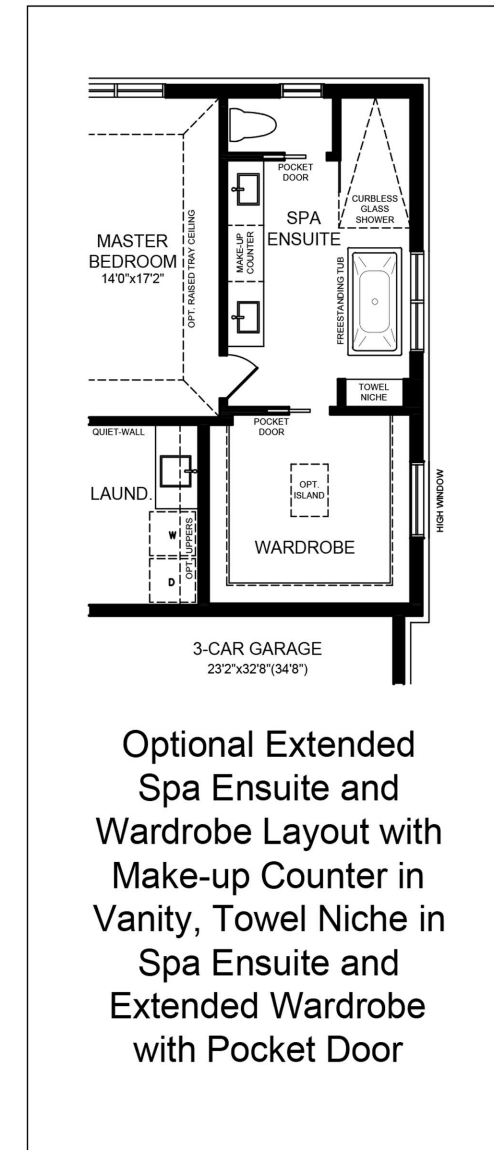 POCKET
DOOR
CURBLESS
GLASS
SHOWER
SPA
ENSUITE
MAKE-UP
COUNTER
MASTER
BEDROOM
14'0"x17'2"
OPT. RAISED TRAY CEILING
FREESTANDING TUB
TOWEL
NICHE
POCKET
DOOR
QUIET-WALL
LAUND.
W
D
OPT. UPPERS
OPT.
ISLAND
WARDROBE
HIGH WINDOW
3-CAR GARAGE
23'2"x32'8"(34'8")
Optional Extended
Spa Ensuite and
Wardrobe Layout with
Make-up Counter in
Vanity, Towel Niche in
Spa Ensuite and
Extended Wardrobe
with Pocket Door